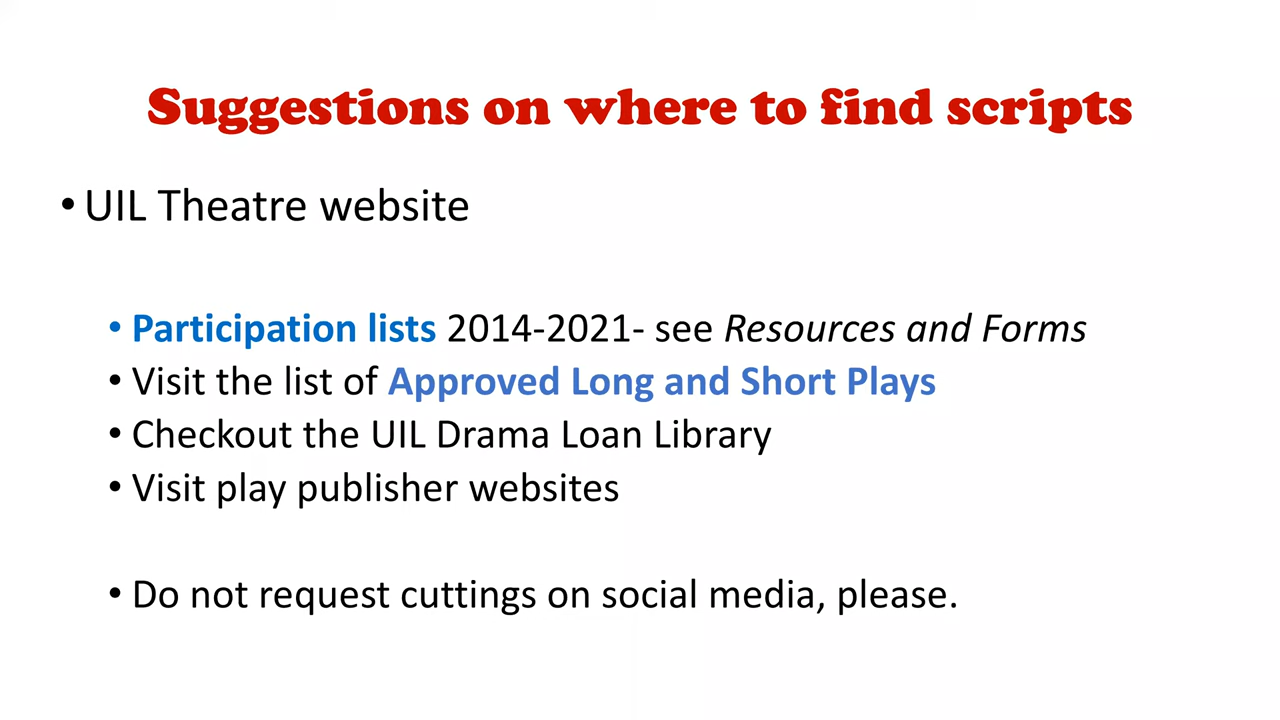 Suggestions on where to find scripts
• UIL Theatre website
• Participation lists 2014-2021- see Resources and Forms
• Visit the list of Approved Long and Short Plays
• Checkout the UIL Drama Loan Library
• Visit play publisher websites
• Do not request cuttings on social media, please.